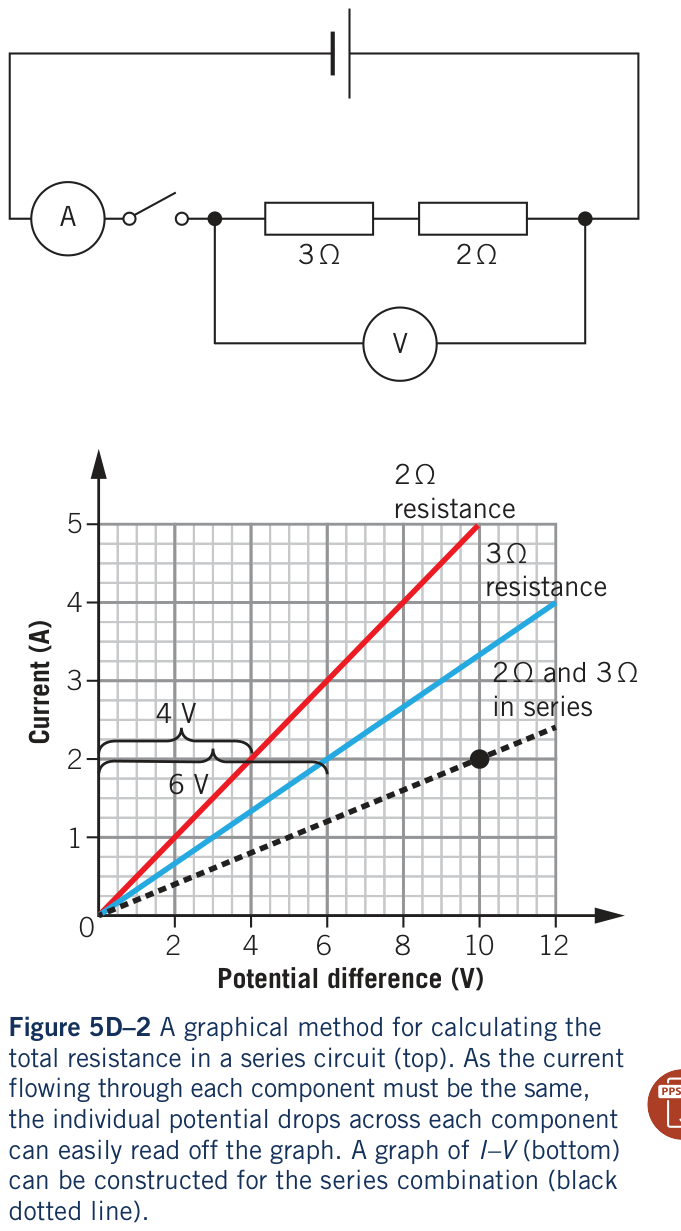 A
3 Ω
2 Ω
V
2 Ω
resistance
3 Ω
resistance
2 Ω and 3 Ω
in series
4 V
6 V
Current (A)
5
4
3
2
1
0
2 4 6 8 10 12
Potential difference (V)
Figure 5D–2 A graphical method for calculating the
total resistance in a series circuit (top). As the current
flowing through each component must be the same,
the individual potential drops across each component
can easily read off the graph. A graph of I–V (bottom)
can be constructed for the series combination (black
dotted line).
PPS